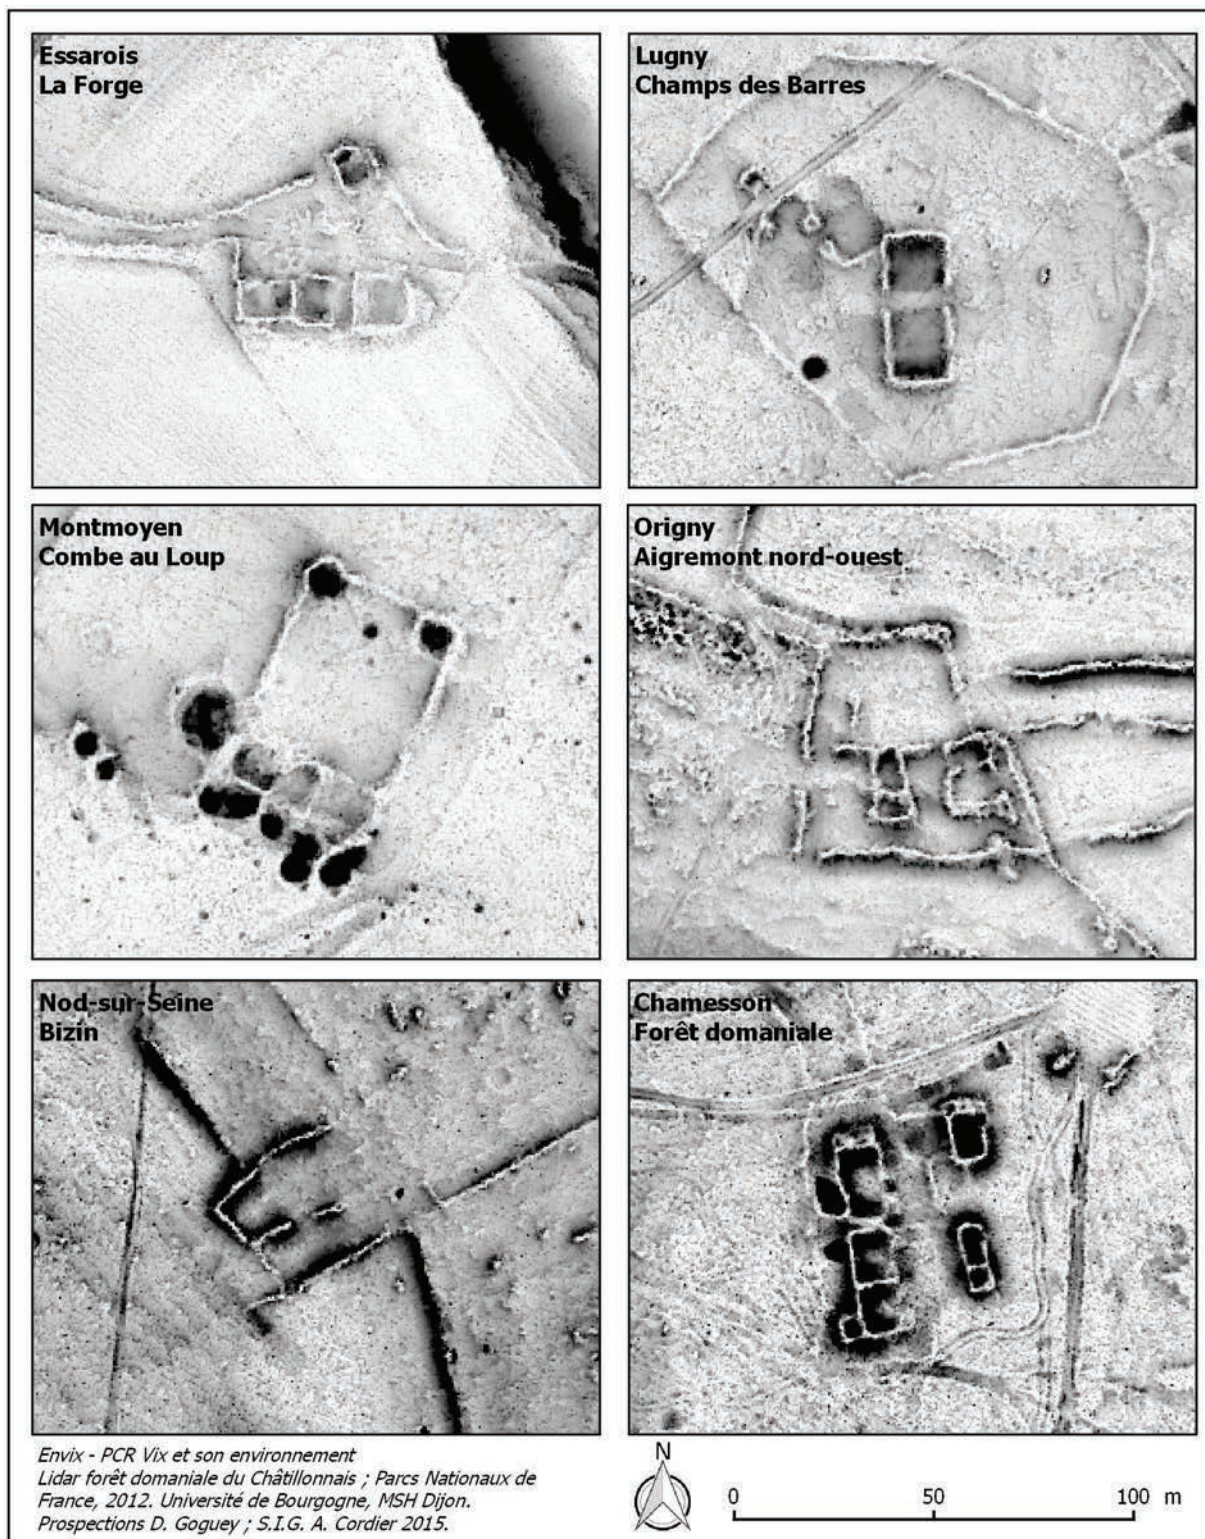 Essarois
La Forge
Lugny
Champs des Barres
Montmoyen
Combe au Loup
Origny
Aigremont nord-ouest
Nod-sur-Seine
Bizin
Chamesson
Forêt domaniale
Envix - PCR Vix et son environnement
Lidar forêt domaniale du Châtillonnais ; Parcs Nationaux de
France, 2012. Université de Bourgogne, MSH Dijon.
Prospections D. Goguey ; S.I.G. A. Cordier 2015.
N
0 50 100 m